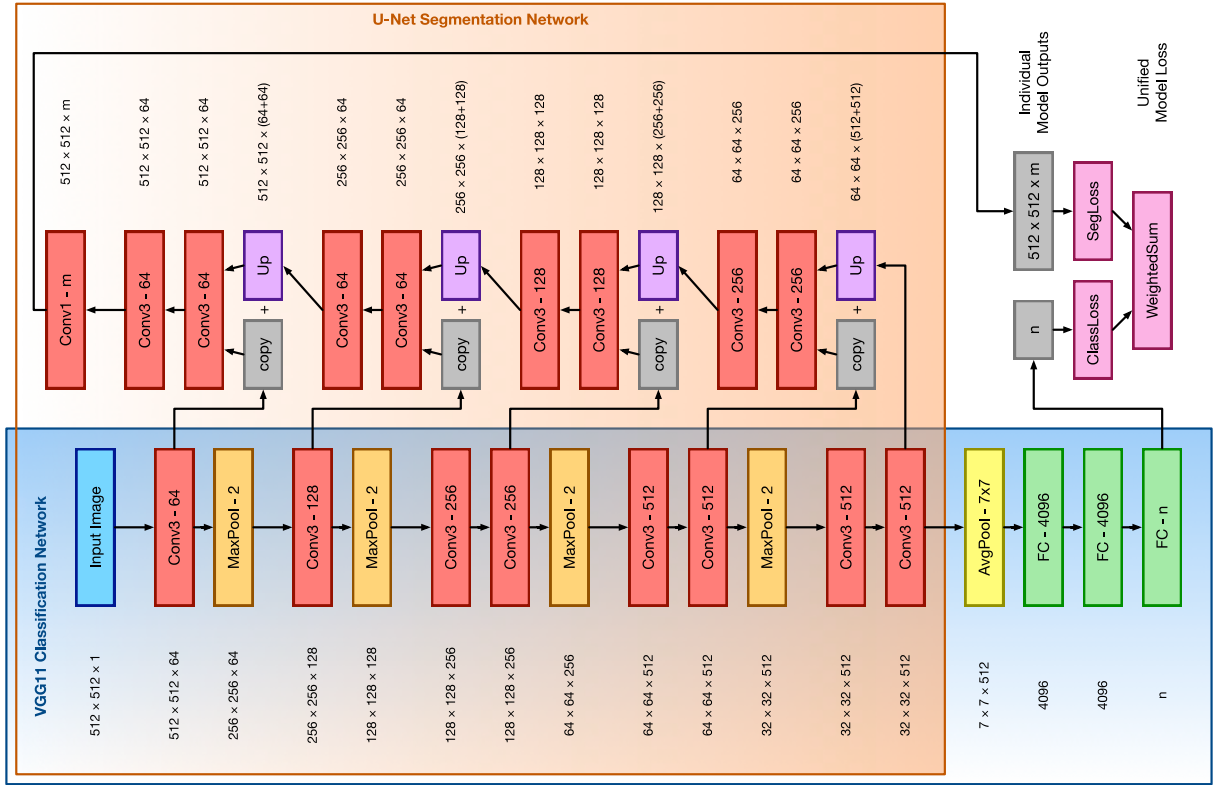 U-Net Segmentation Network
512 × 512 × m
512 × 512 × 64
512 × 512 × 64
512 × 512 × (64+64)
256 × 256 × 64
256 × 256 × 64
256 × 256 × (128+128)
128 × 128 × 128
128 × 128 × 128
128 × 128 × (256+256)
64 × 64 × 256
64 × 64 × 256
64 × 64 × (512+512)
Individual
Model Outputs
Unified
Model Loss
Conv1 - m
Conv3 - 64
Conv3 - 64
Up
+
copy
Conv3 - 64
Conv3 - 64
Up
+
copy
Conv3 - 128
Conv3 - 128
Up
+
copy
Conv3 - 256
Conv3 - 256
Up
+
copy
512 x 512 x m
n
SegLoss
ClassLoss
WeightedSum
VGG11 Classification Network
Input Image
Conv3 - 64
MaxPool - 2
Conv3 - 128
MaxPool - 2
Conv3 - 256
Conv3 - 256
MaxPool - 2
Conv3 - 512
Conv3 - 512
MaxPool - 2
Conv3 - 512
Conv3 - 512
AvgPool - 7x7
FC - 4096
FC - 4096
FC - n
512 × 512 × 1
512 × 512 × 64
256 × 256 × 64
256 × 256 × 128
128 × 128 × 128
128 × 128 × 256
128 × 128 × 256
64 × 64 × 256
64 × 64 × 512
64 × 64 × 512
32 × 32 × 512
32 × 32 × 512
32 × 32 × 512
7 × 7 × 512
4096
4096
n